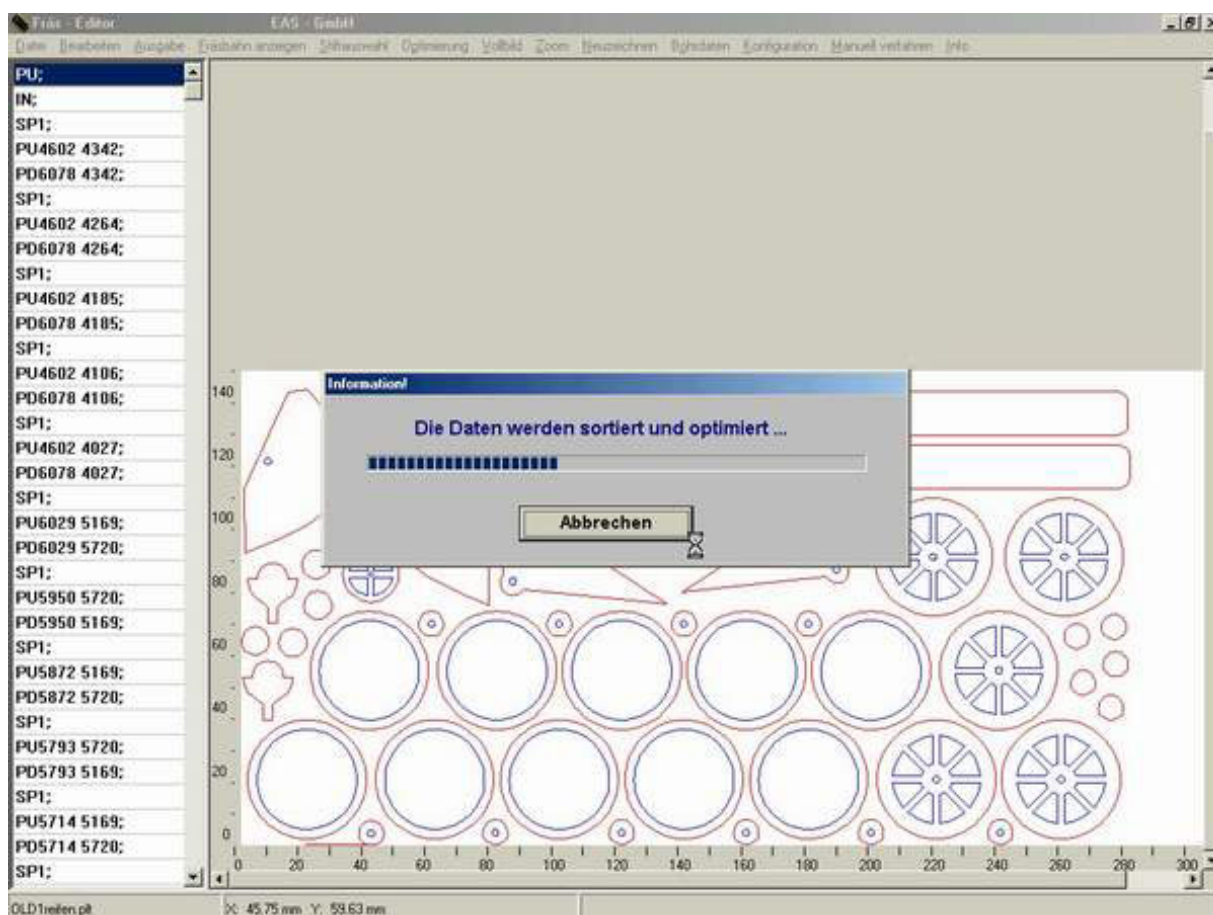 Fräs - Editor EAS - GmbH
Datei Bearbeiten Ausgabe Fräsbahn anzeigen Stiftauswahl Optimierung Vollbild Zoom Neuzeichnen Bohrdaten Konfiguration Manuell verfahren Info
PU;
IN;
SP1;
PU4602 4342;
PD6078 4342;
SP1;
PU4602 4264;
PD6078 4264;
SP1;
PU4602 4185;
PD6078 4185;
SP1;
PU4602 4106;
PD6078 4106;
SP1;
PU4602 4027;
PD6078 4027;
SP1;
PU6029 5169;
PD6029 5720;
SP1;
PU5950 5720;
PD5950 5169;
SP1;
PU5872 5169;
PD5872 5720;
SP1;
PU5793 5720;
PD5793 5169;
SP1;
PU5714 5169;
PD5714 5720;
SP1;
Information!
Die Daten werden sortiert und optimiert ...
Abbrechen
140
120
100
80
60
40
20
0
0 20 40 60 80 100 120 140 160 180 200 220 240 260 280 300
OLD1reifen.plt X: 45.75 mm Y: 59.63 mm